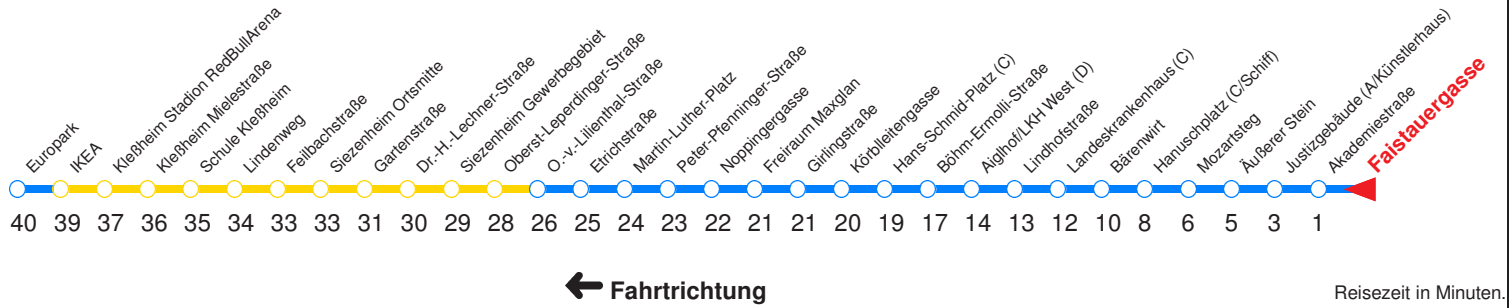 Europark
IKEA
Kleßheim Stadion RedBullArena
Kleßheim Mielestraße
Schule Kleßheim
Lindenweg
Feilbachstraße
Siezenheim Ortsmitte
Gartenstraße
Dr.-H.-Lechner-Straße
Siezenheim Gewerbegebiet
Oberst-Leperdinger-Straße
O.-v.-Lilienthal-Straße
Etrichstraße
Martin-Luther-Platz
Peter-Pfenninger-Straße
Noppingergasse
Freiraum Maxglan
Girlingstraße
Körblleitengasse
Hans-Schmid-Platz (C)
Böhm-Ermolli-Straße
Aiglhof/LKH West (D)
Lindhofstraße
Landeskrankenhaus (C)
Bärenwirt
Hanuschplatz (C/Schiff)
Mozartsteg
Äußerer Stein
Justizgebäude (A/Künstlerhaus)
Akademiestraße
Faistauergasse
40 39 37 36 35 34 33 33 31 30 29 28 26 25 24 23 22 21 21 20 19 17 14 13 12 10 8 6 5 3 1
Fahrtrichtung
Reisezeit in Minuten.